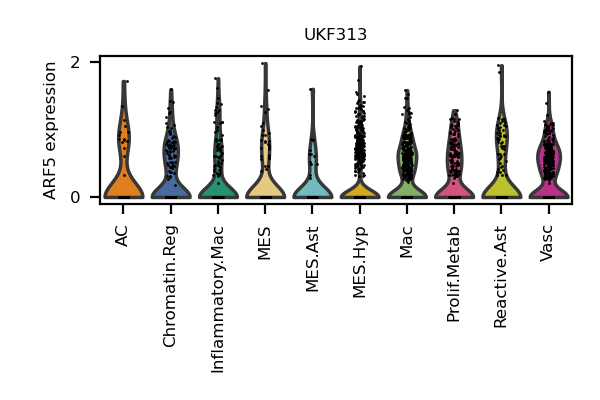 UKF313
ARF5 expression
2
0
AC
Chromatin.Reg
Inflammatory.Mac
MES
MES.Ast
MES.Hyp
Mac
Prolif.Metab
Reactive.Ast
Vasc